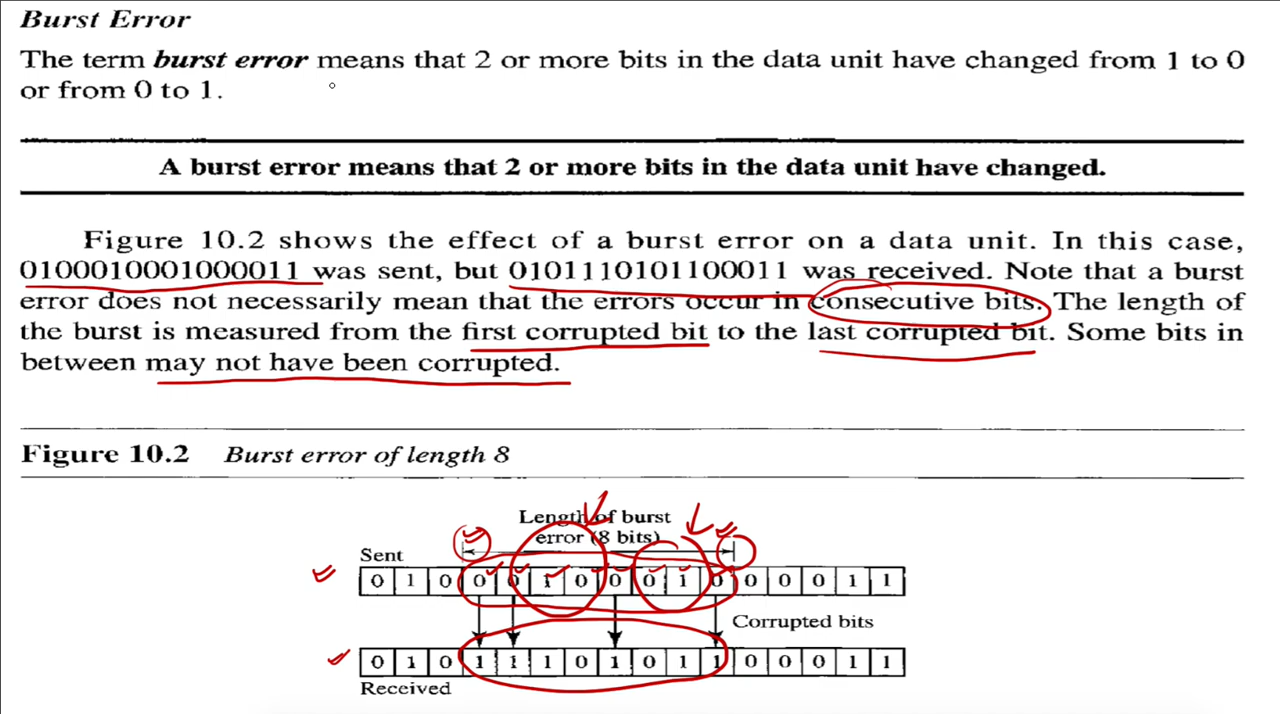 Burst Error
The term burst error means that 2 or more bits in the data unit have changed from 1 to 0
or from 0 to 1.
A burst error means that 2 or more bits in the data unit have changed.
Figure 10.2 shows the effect of a burst error on a data unit. In this case,
0100010001000011 was sent, but 0101110101100011 was received. Note that a burst
error does not necessarily mean that the errors occur in consecutive bits. The length of
the burst is measured from the first corrupted bit to the last corrupted bit. Some bits in
between may not have been corrupted.
Figure 10.2 Burst error of length 8
Length of burst
error (8 bits)
Sent
0 1 0 0 0 1 0 0 0 1 0 0 0 0 1 1
Corrupted bits
0 1 0 1 1 1 0 1 0 1 1 0 0 0 1 1
Received